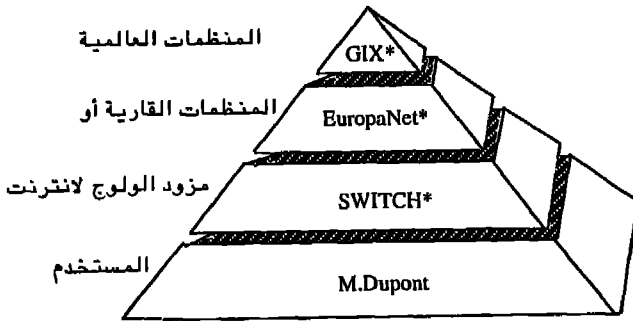 المنظمات العالمية
GIX*
المنظمات القارية أو
EuropaNet*
مزود الولوج لانترنت
SWITCH*
المستخدم
M.Dupont